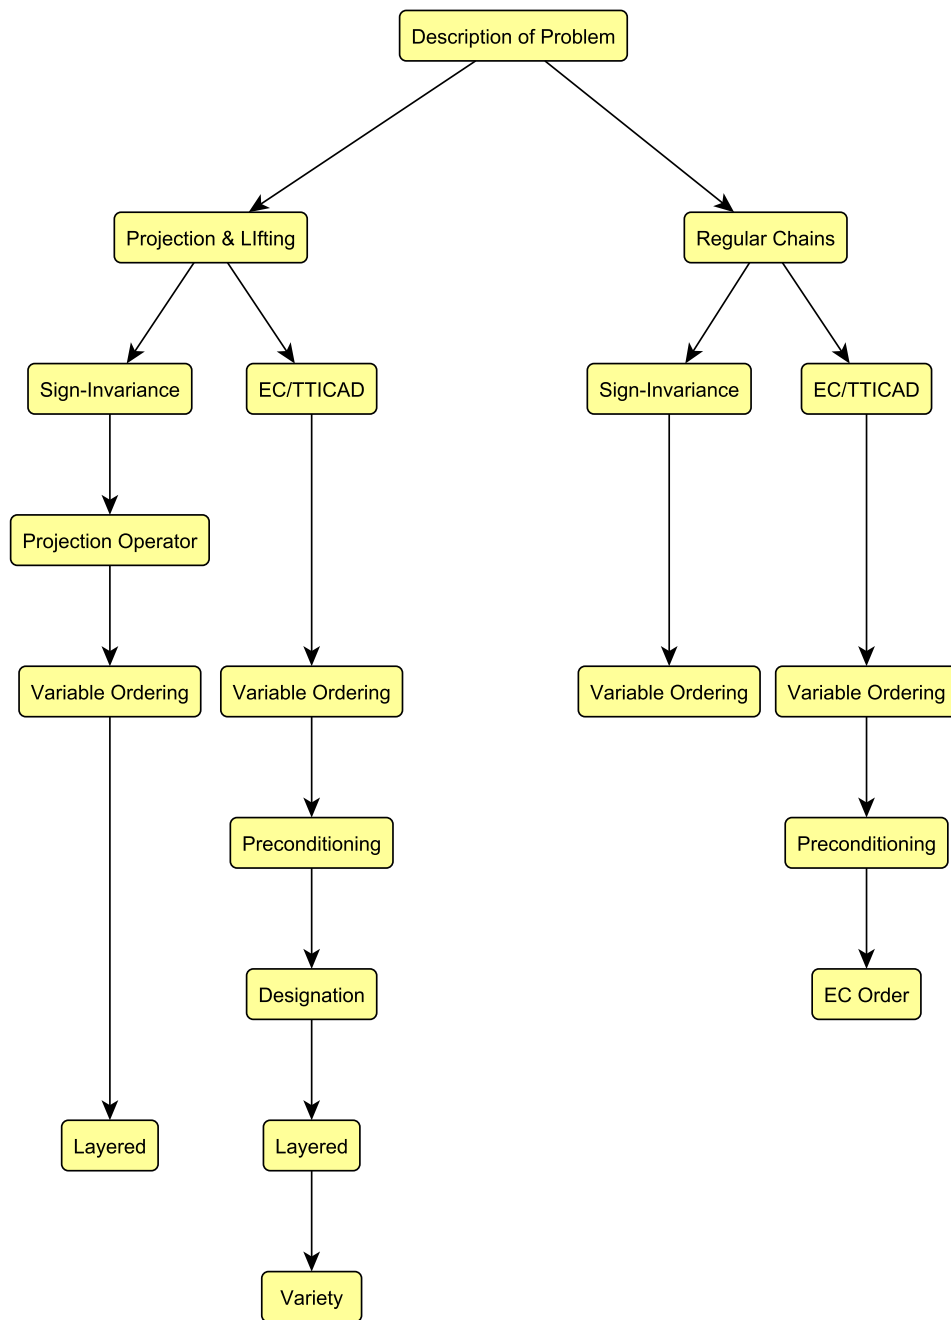 Description of Problem
Projection & LIfting
Regular Chains
Sign-Invariance
EC/TTICAD
Sign-Invariance
EC/TTICAD
Projection Operator
Variable Ordering
Variable Ordering
Variable Ordering
Variable Ordering
Preconditioning
Preconditioning
Designation
EC Order
Layered
Layered
Variety